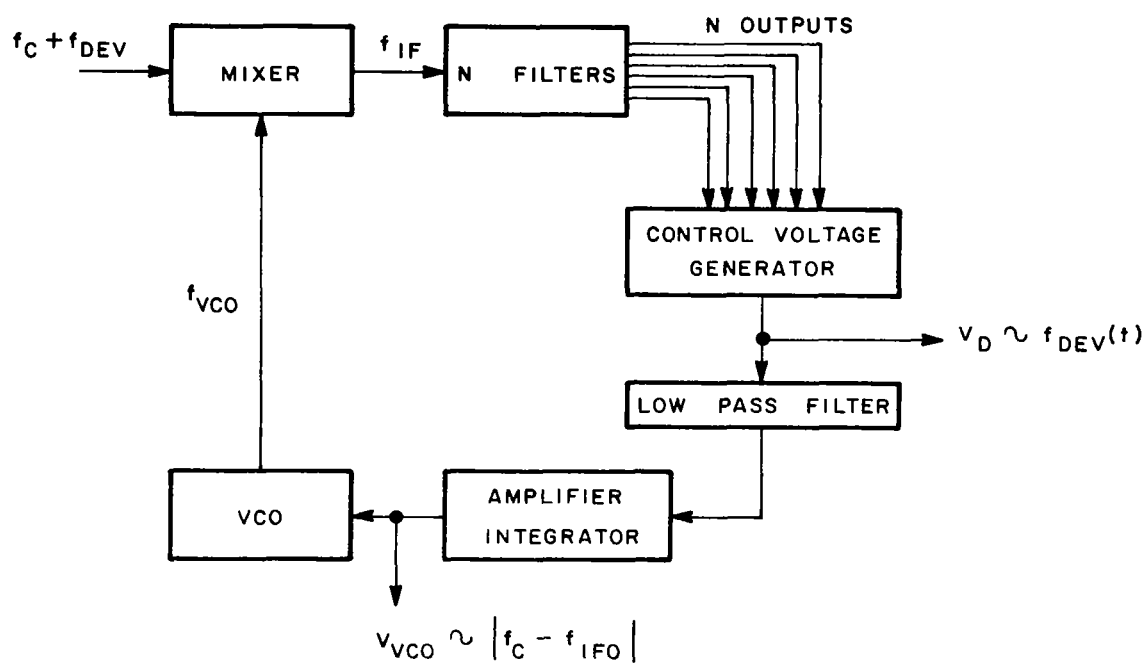 N OUTPUTS
f_C + f_DEV
MIXER
f_IF
N FILTERS
CONTROL VOLTAGE
GENERATOR
f_VCO
V_D ∼ f_DEV(t)
LOW PASS FILTER
VCO
AMPLIFIER
INTEGRATOR
V_VCO ∼ |f_C − f_IFO|